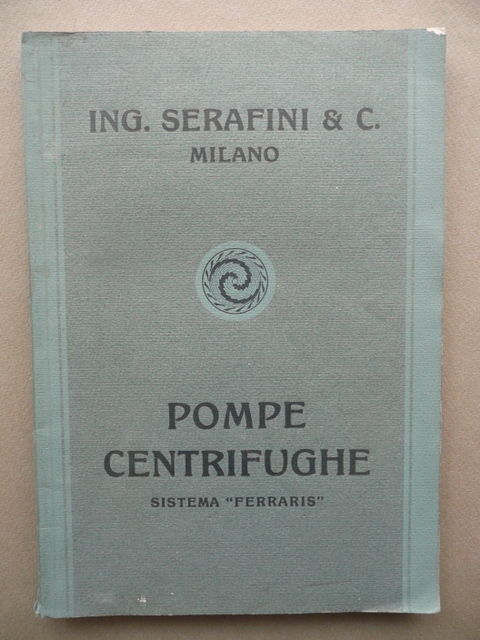 ING. SERAFINI & C.
MILANO
POMPE
CENTRIFUGHE
SISTEMA "FERRARIS"